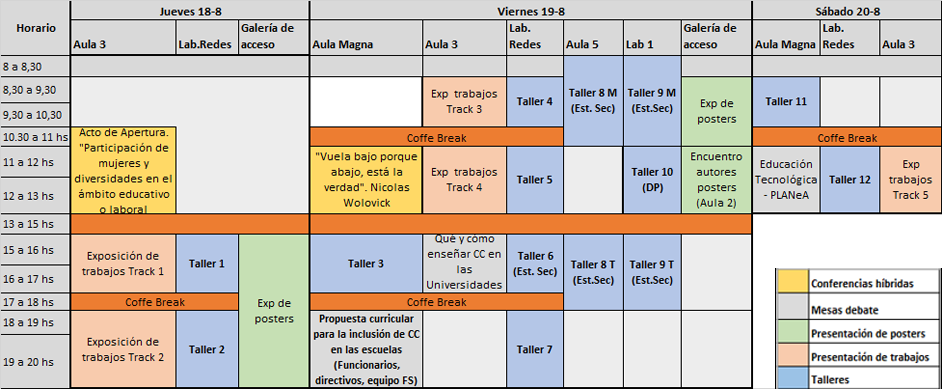 Horario
Jueves 18-8
Viernes 19-8
Sábado 20-8
Aula 3
Lab.Redes
Galería de
acceso
Aula Magna
Aula 3
Lab.
Redes
Aula 5
Lab 1
Galería de
acceso
Aula Magna
Lab.
Redes
Aula 3
8 a 8,30
8,30 a 9,30
9,30 a 10,30
Exp trabajos
Track 3
Taller 4
Taller 8 M
(Est. Sec)
Taller 9 M
(Est.Sec)
Exp de
posters
Taller 11
10.30 a 11 hs
Coffe Break
Coffe Break
Acto de Apertura.
"Participación de
mujeres y
diversidades en el
ámbito educativo
o laboral
11 a 12 hs
12 a 13 hs
"Vuela bajo porque
abajo, está la
verdad". Nicolas
Wolovick
Exp trabajos
Track 4
Taller 5
Taller 10
(DP)
Encuentro
autores
posters
(Aula 2)
Educación
Tecnológica
- PLANeA
Taller 12
Exp
trabajos
Track 5
13 a 15 hs
15 a 16 hs
16 a 17 hs
Exposición de
trabajos Track 1
Taller 1
Exp de
posters
Taller 3
Qué y cómo
enseñar CC en
las
Universidades
Taller 6
(Est. Sec)
Taller 8 T
(Est.Sec)
Taller 9 T
(Est.Sec)
17 a 18 hs
Coffe Break
Coffe Break
18 a 19 hs
19 a 20 hs
Exposición de
trabajos Track 2
Taller 2
Propuesta curricular
para la inclusión de CC
en las escuelas
(Funcionarios,
directivos, equipo FS)
Taller 7
Conferencias híbridas
Mesas debate
Presentación de posters
Presentación de trabajos
Talleres